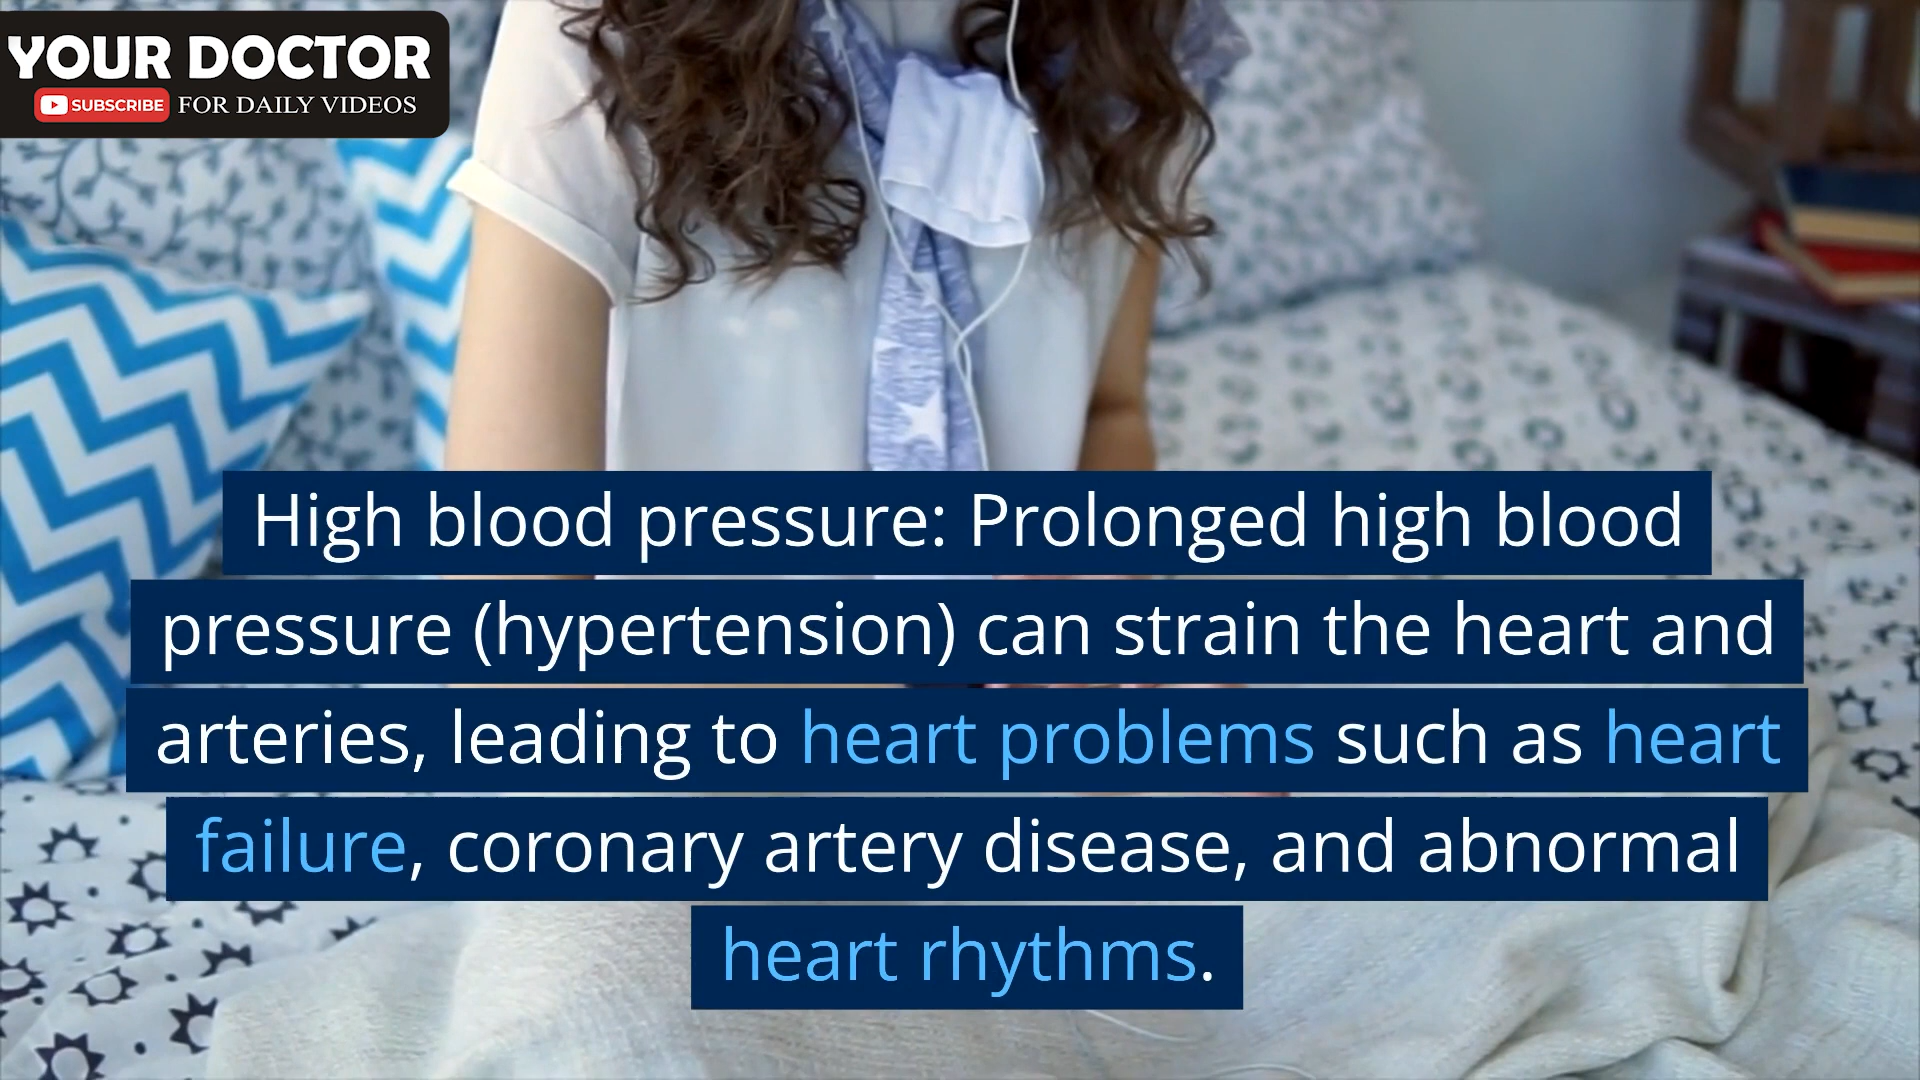 YOUR DOCTOR
SUBSCRIBE FOR DAILY VIDEOS
High blood pressure: Prolonged high blood
pressure (hypertension) can strain the heart and
arteries, leading to heart problems such as heart
failure, coronary artery disease, and abnormal
heart rhythms.